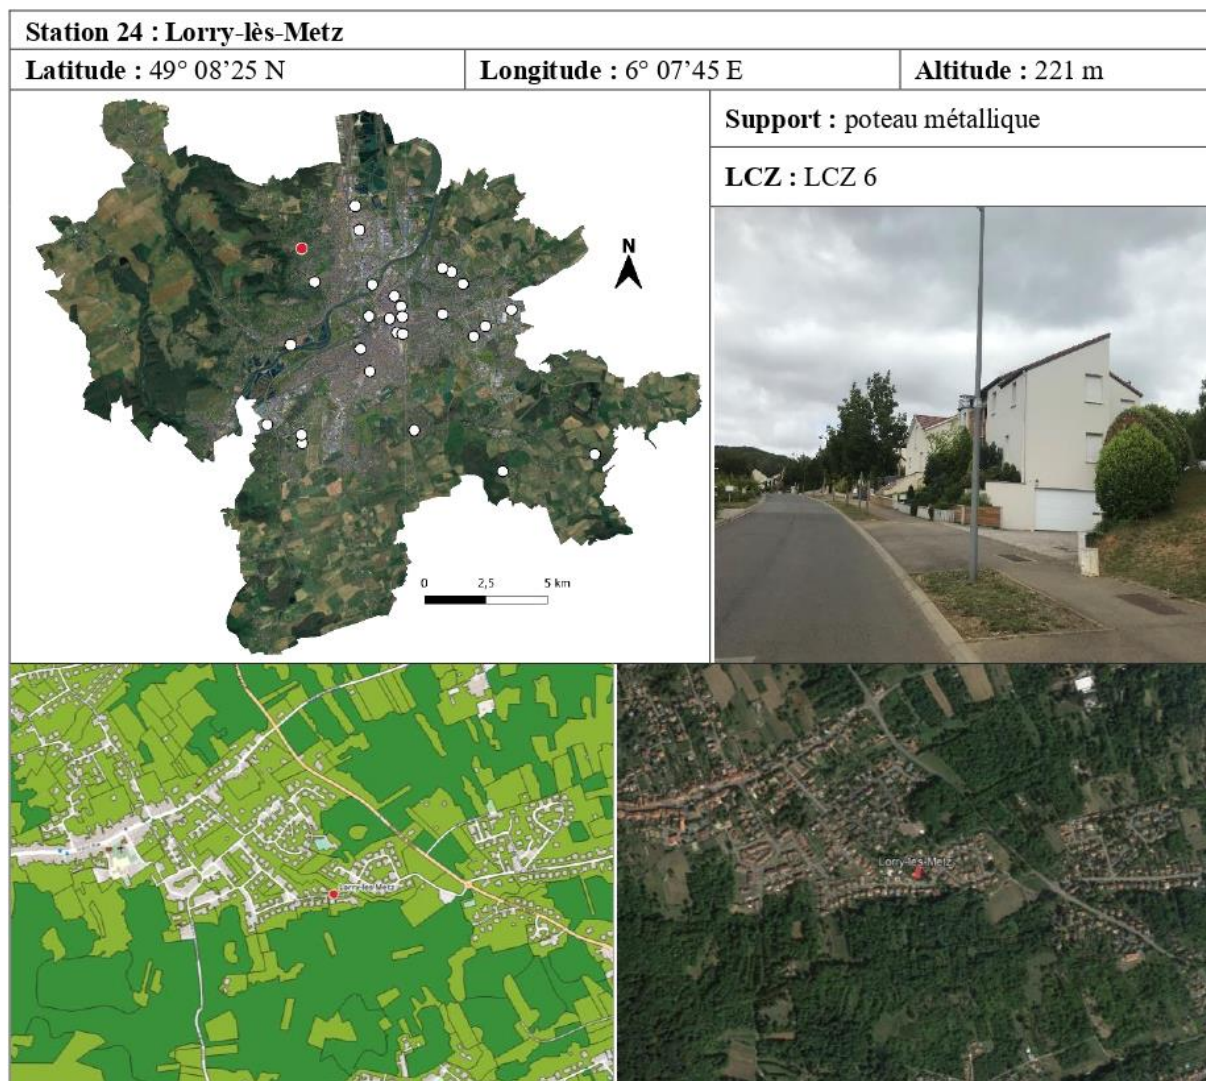 Station 24 : Lorry-lès-Metz
Latitude : 49° 08’25 N
Longitude : 6° 07’45 E
Altitude : 221 m
Support : poteau métallique
LCZ : LCZ 6
N
0 2,5 5 km
Lorry-lès-Metz
Lorry-lès-Metz